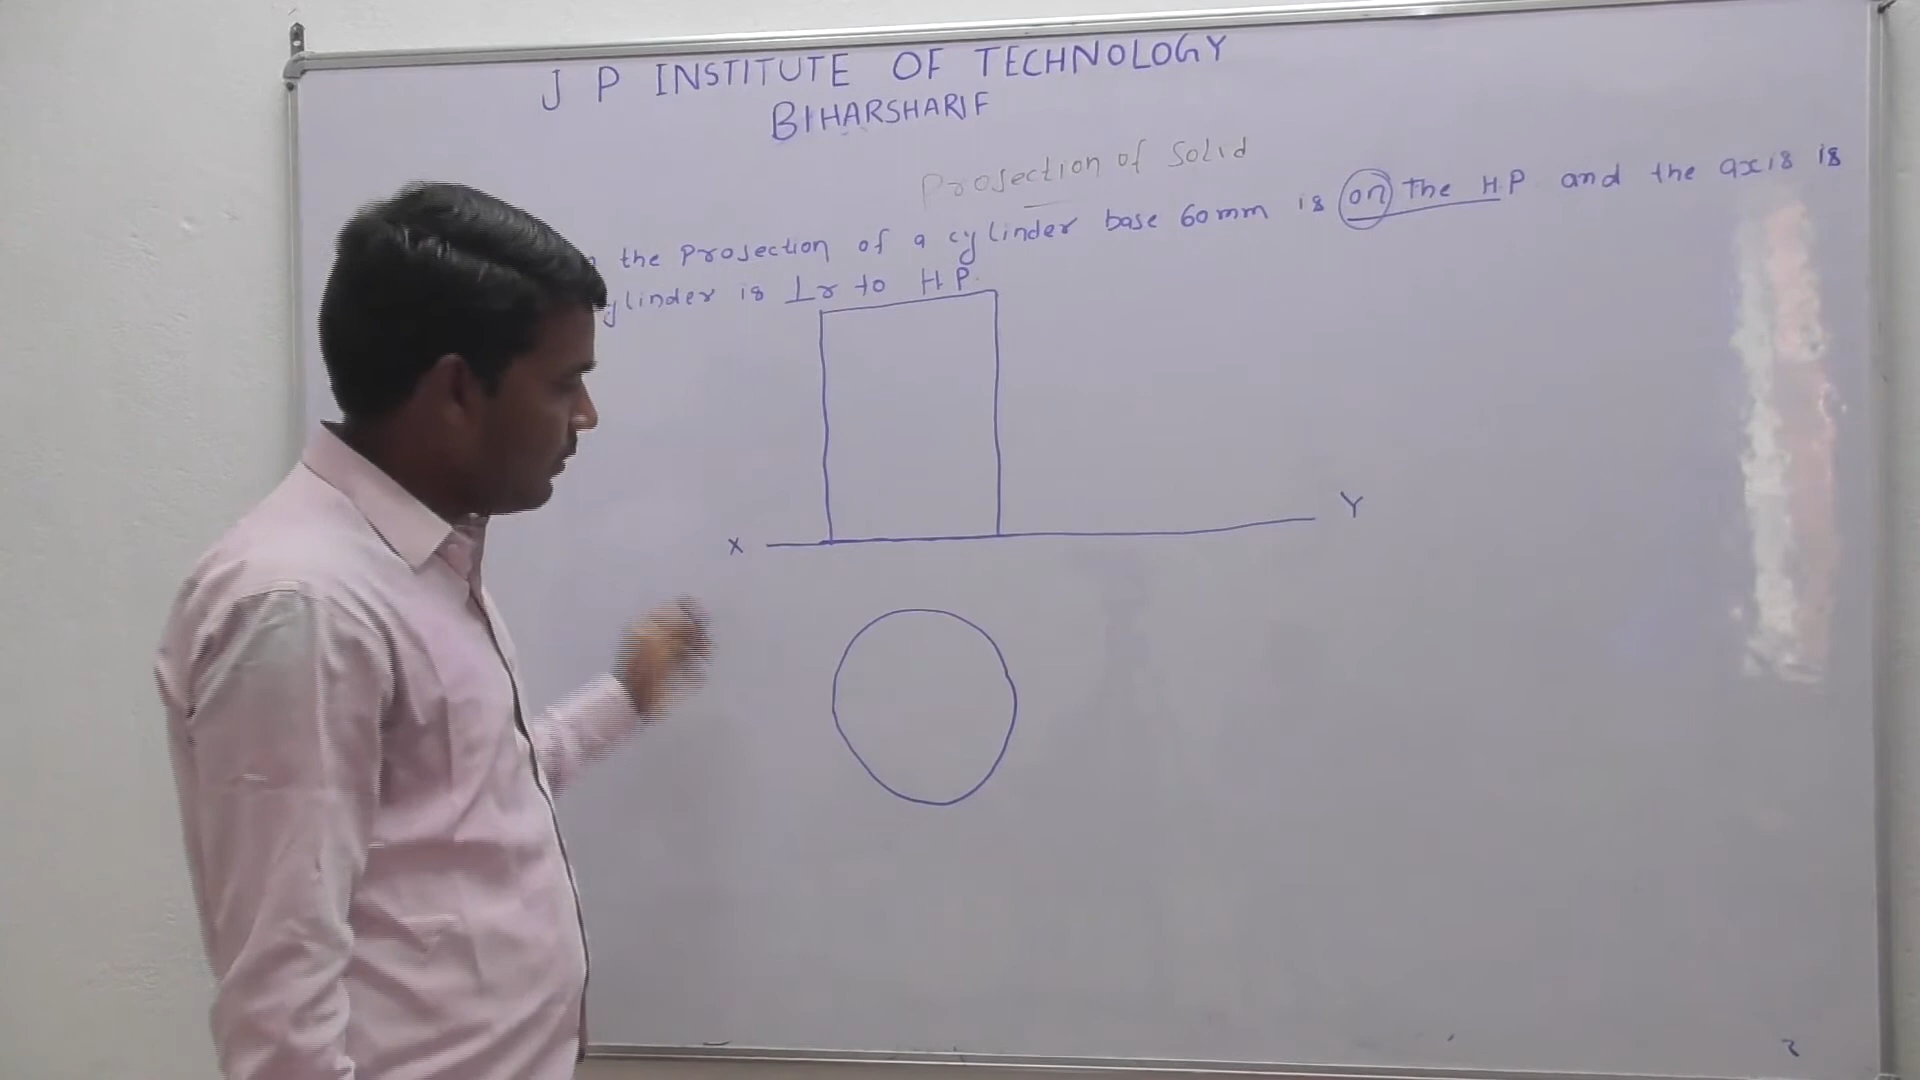 J P INSTITUTE OF TECHNOLOGY
BIHARSHARIF
Projection of Solid
the Projection of a cylinder base 60mm is on the HP and the axis is
ylinder is ⊥r to HP.
X Y